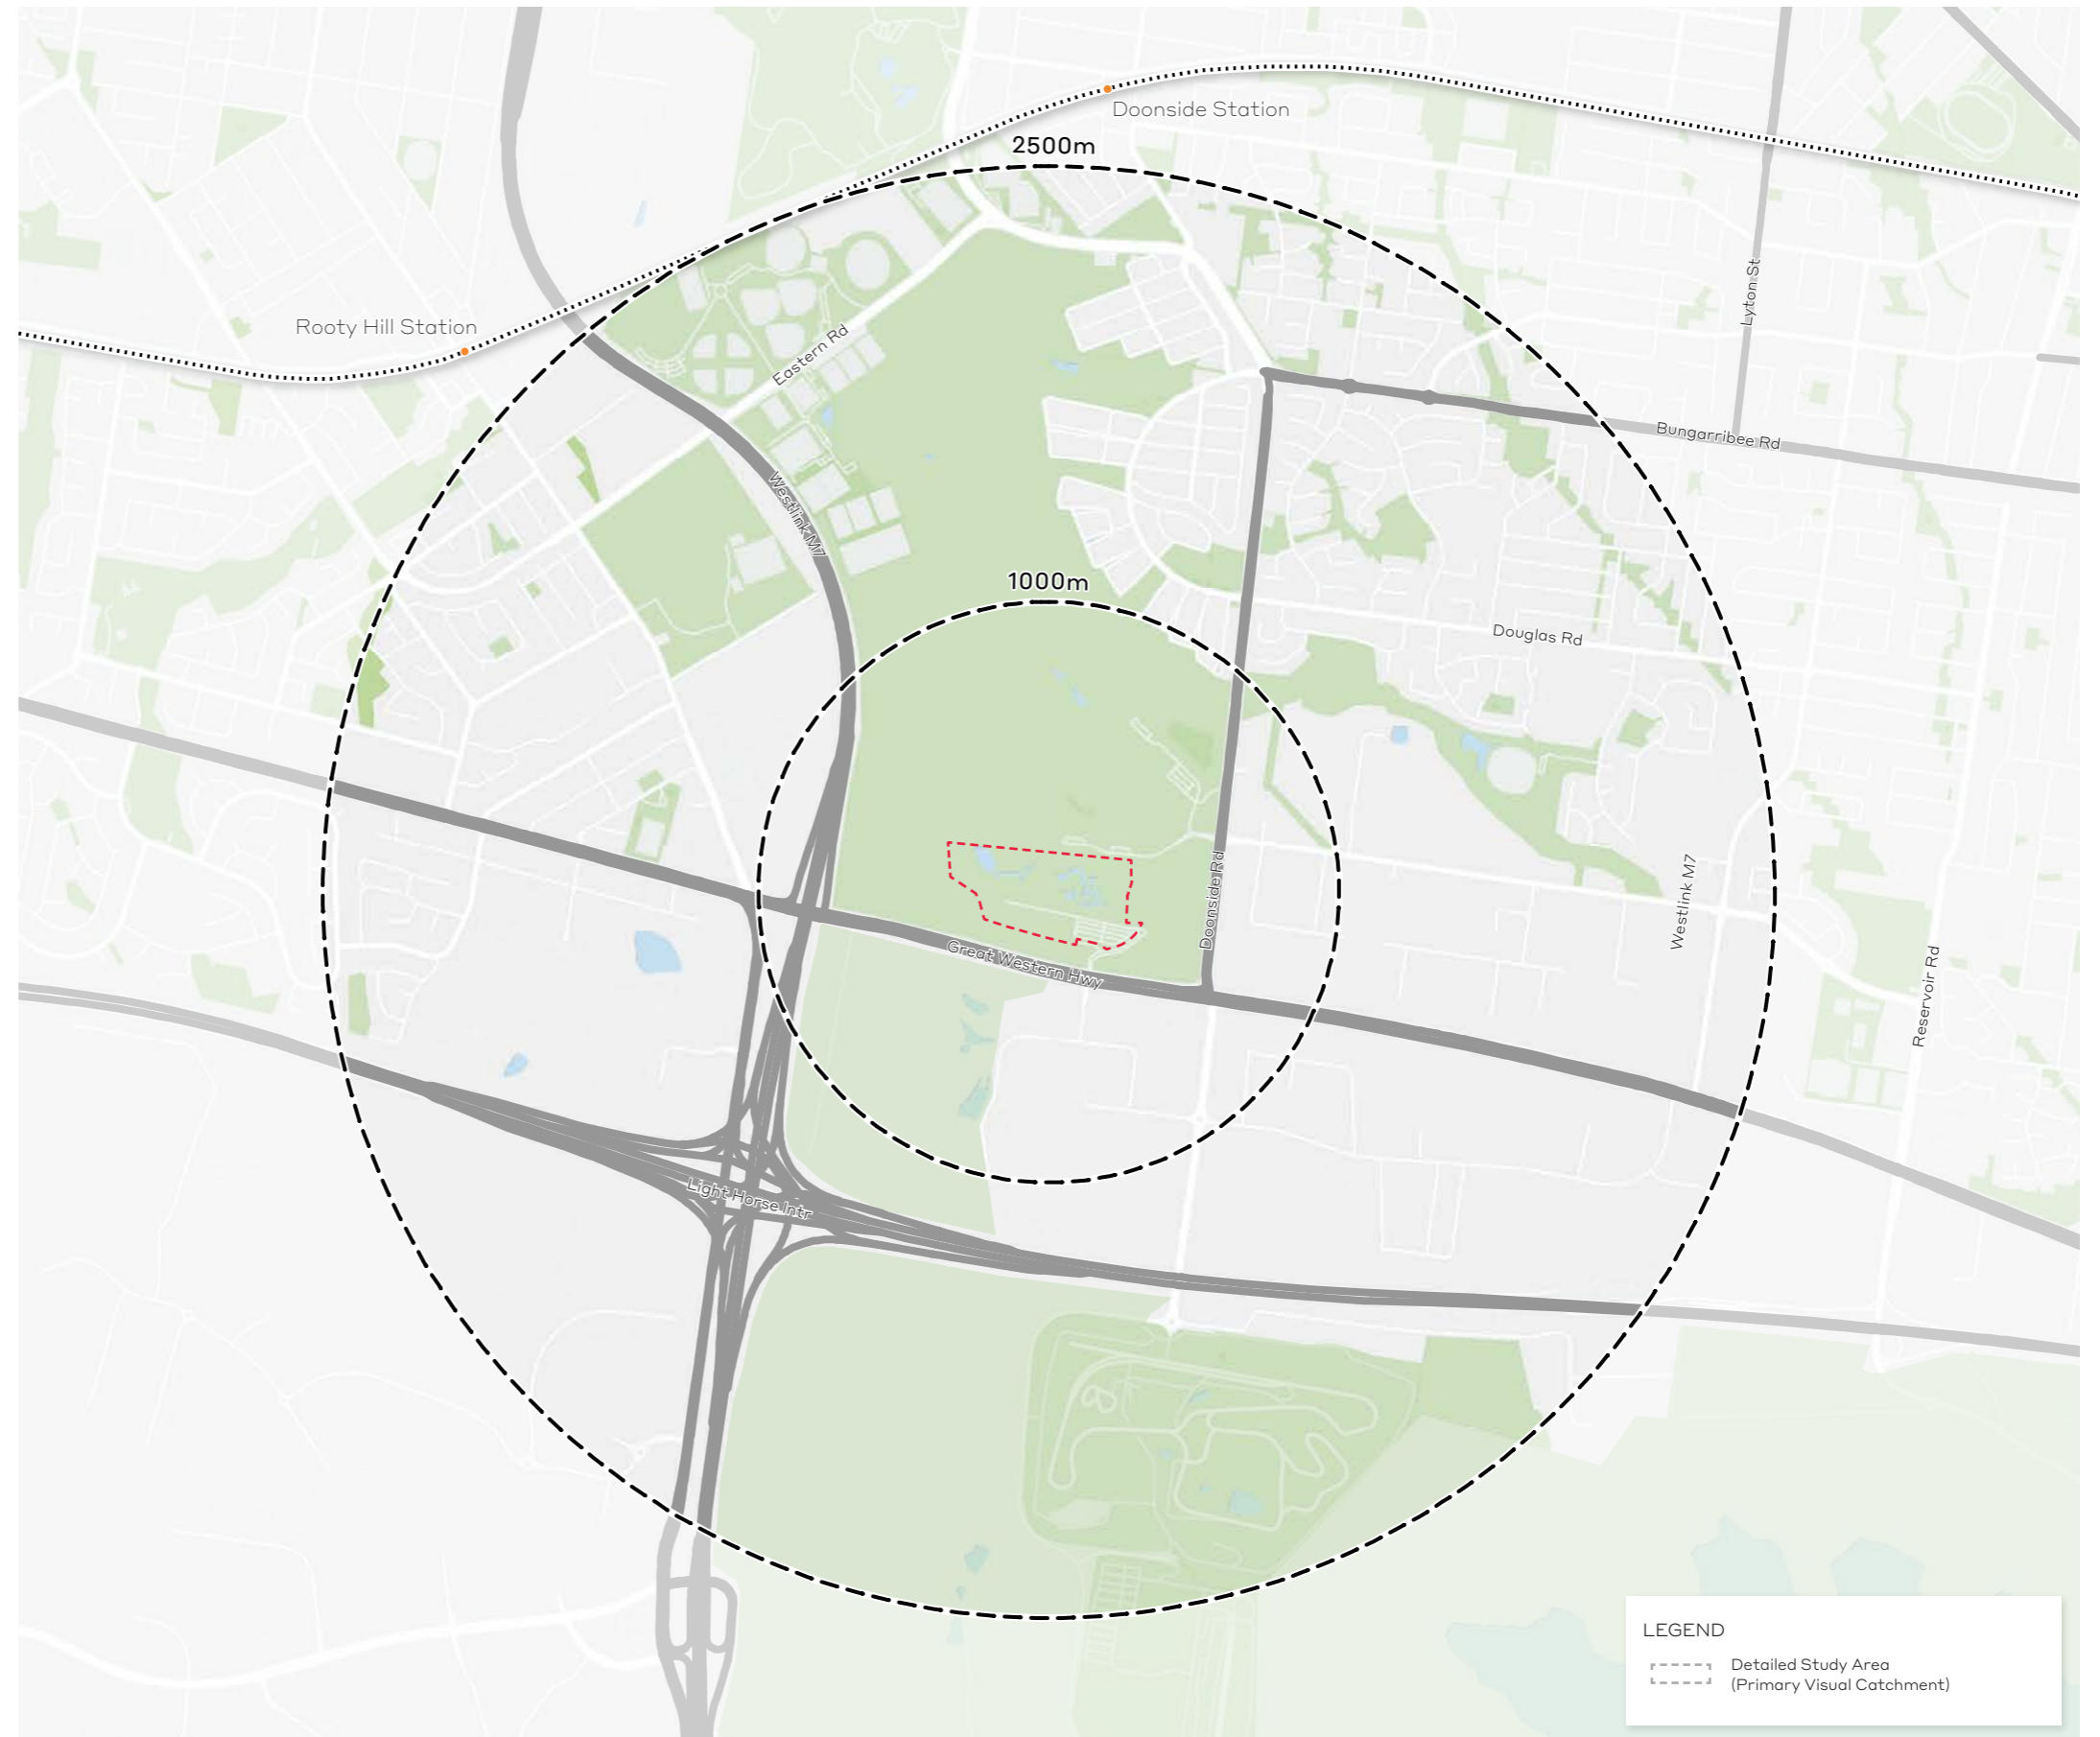 Doonside Station
2500m
Rooty Hill Station
Eastern Rd
Lyton St
Bungarribee Rd
Westlink M7
1000m
Douglas Rd
Doonside Rd
Westlink M7
Great Western Hwy
Reservoir Rd
Light Horse Intr
LEGEND
Detailed Study Area
(Primary Visual Catchment)